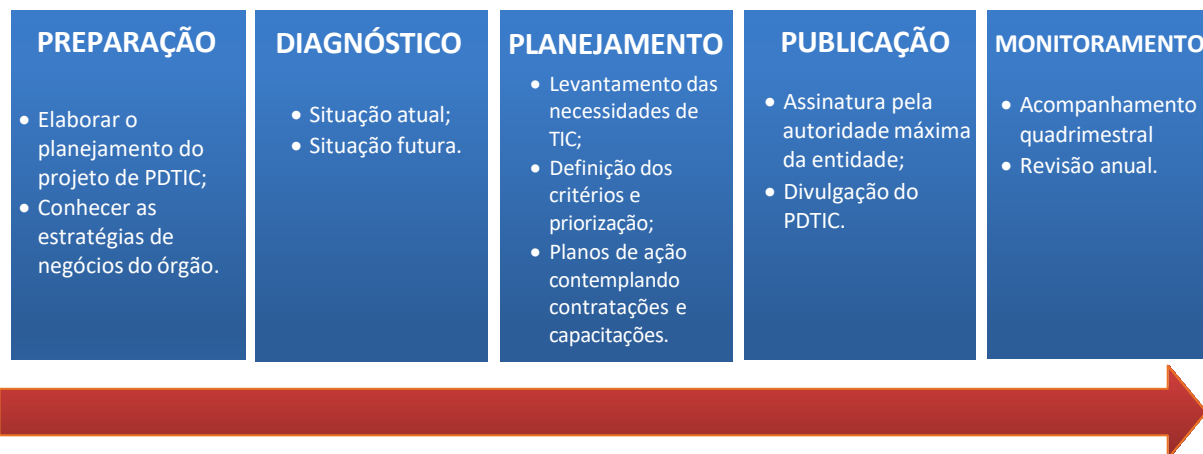 PREPARAÇÃO
• Elaborar o
planejamento do
projeto de PDTIC;
• Conhecer as
estratégias de
negócios do órgão.
DIAGNÓSTICO
• Situação atual;
• Situação futura.
PLANEJAMENTO
• Levantamento das
necessidades de
TIC;
• Definição dos
critérios e
priorização;
• Planos de ação
contemplando
contratações e
capacitações.
PUBLICAÇÃO
• Assinatura pela
autoridade máxima
da entidade;
• Divulgação do
PDTIC.
MONITORAMENTO
• Acompanhamento
quadrimestral
• Revisão anual.